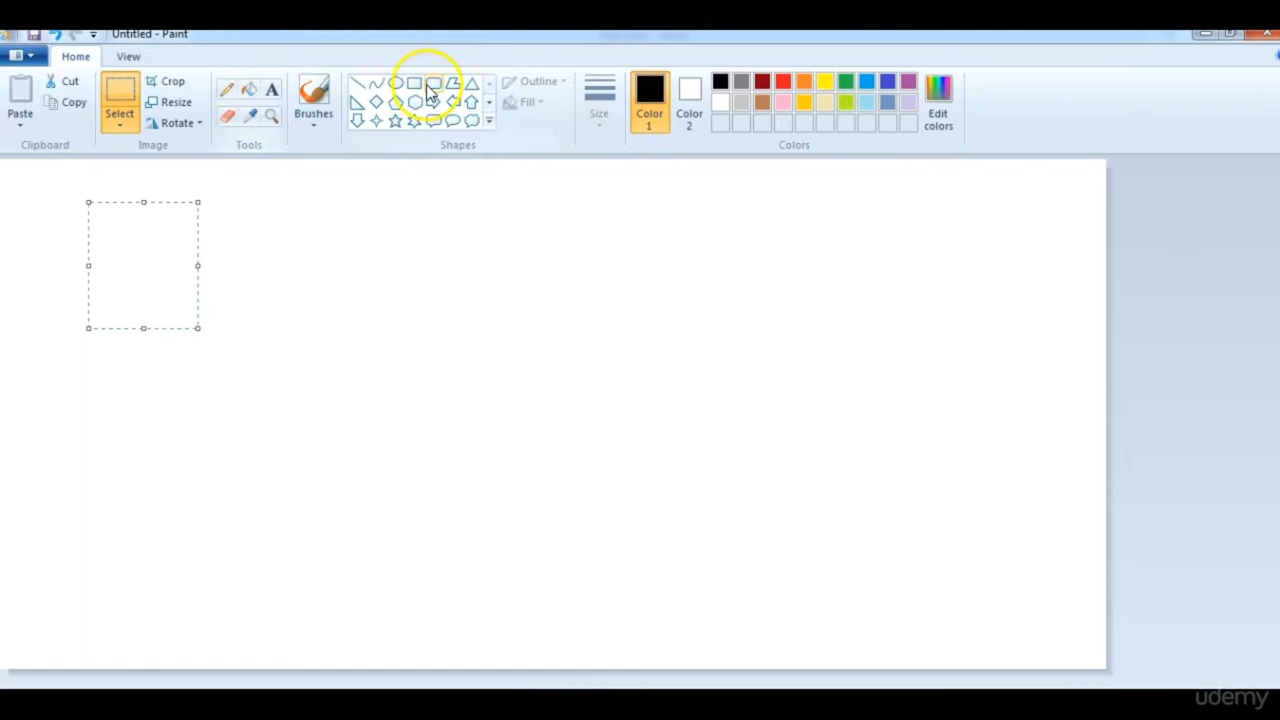 Untitled - Paint
Home View
Cut
Copy
Paste
Clipboard
Select
Crop
Resize
Rotate
Image
A
Tools
Brushes
Shapes
Outline
Fill
Size
Color
1
Color
2
Edit
colors
Colors
udemy